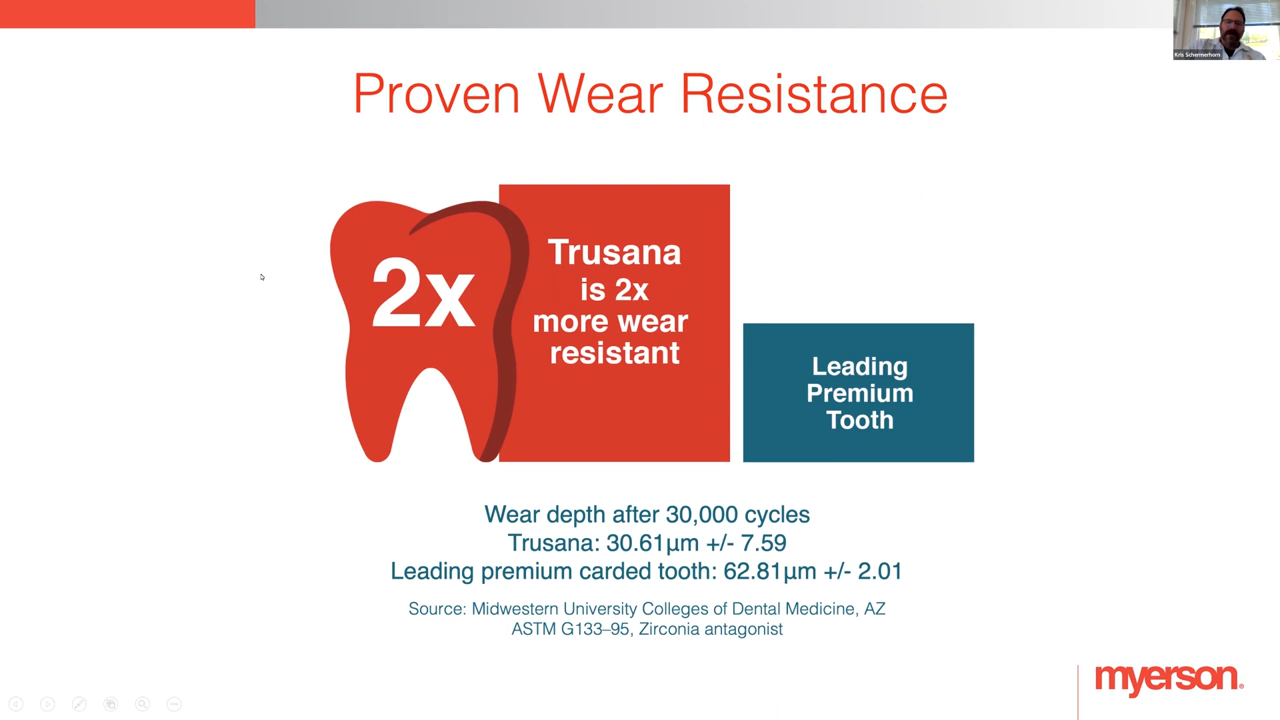 Kris Schermerhorn
Proven Wear Resistance
2x
Trusana
is 2x
more wear
resistant
Leading
Premium
Tooth
Wear depth after 30,000 cycles
Trusana: 30.61µm +/- 7.59
Leading premium carded tooth: 62.81µm +/- 2.01
Source: Midwestern University Colleges of Dental Medicine, AZ
ASTM G133–95, Zirconia antagonist
myerson®